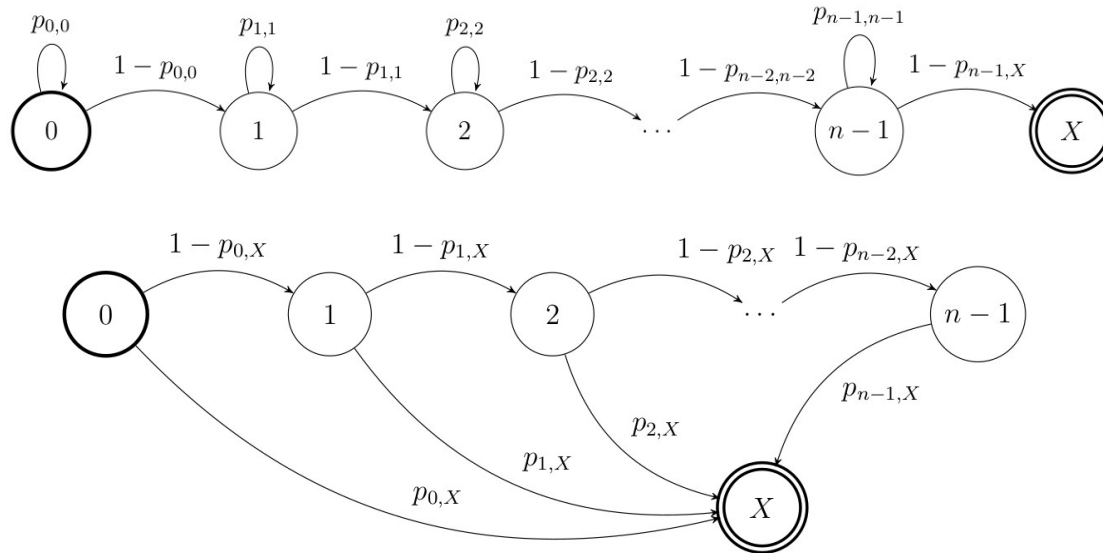 $p_{0,0}$ $p_{1,1}$ $p_{2,2}$ $p_{n-1,n-1}$
$1 - p_{0,0}$ $1 - p_{1,1}$ $1 - p_{2,2}$ $1 - p_{n-2,n-2}$ $1 - p_{n-1,X}$
0 1 2 ··· $n-1$ $X$
$1 - p_{0,X}$ $1 - p_{1,X}$ $1 - p_{2,X}$ $1 - p_{n-2,X}$
0 1 2 ··· $n-1$
$p_{n-1,X}$
$p_{2,X}$
$p_{1,X}$
$p_{0,X}$
$X$